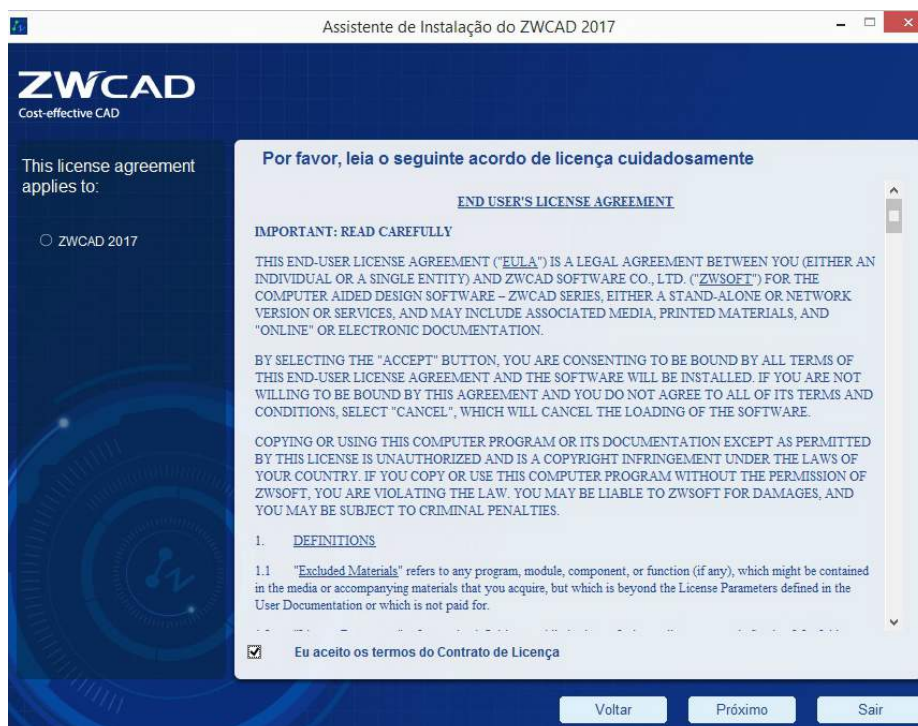 Assistente de Instalação do ZWCAD 2017
ZWCAD
Cost-effective CAD
This license agreement
applies to:
ZWCAD 2017
Por favor, leia o seguinte acordo de licença cuidadosamente
END USER'S LICENSE AGREEMENT
IMPORTANT: READ CAREFULLY
THIS END-USER LICENSE AGREEMENT ("EULA") IS A LEGAL AGREEMENT BETWEEN YOU (EITHER AN
INDIVIDUAL OR A SINGLE ENTITY) AND ZWCAD SOFTWARE CO., LTD. ("ZWSOFT") FOR THE
COMPUTER AIDED DESIGN SOFTWARE – ZWCAD SERIES, EITHER A STAND-ALONE OR NETWORK
VERSION OR SERVICES, AND MAY INCLUDE ASSOCIATED MEDIA, PRINTED MATERIALS, AND
"ONLINE" OR ELECTRONIC DOCUMENTATION.
BY SELECTING THE "ACCEPT" BUTTON, YOU ARE CONSENTING TO BE BOUND BY ALL TERMS OF
THIS END-USER LICENSE AGREEMENT AND THE SOFTWARE WILL BE INSTALLED. IF YOU ARE NOT
WILLING TO BE BOUND BY THIS AGREEMENT AND YOU DO NOT AGREE TO ALL OF ITS TERMS AND
CONDITIONS, SELECT "CANCEL", WHICH WILL CANCEL THE LOADING OF THE SOFTWARE.
COPYING OR USING THIS COMPUTER PROGRAM OR ITS DOCUMENTATION EXCEPT AS PERMITTED
BY THIS LICENSE IS UNAUTHORIZED AND IS A COPYRIGHT INFRINGEMENT UNDER THE LAWS OF
YOUR COUNTRY. IF YOU COPY OR USE THIS COMPUTER PROGRAM WITHOUT THE PERMISSION OF
ZWSOFT, YOU ARE VIOLATING THE LAW. YOU MAY BE LIABLE TO ZWSOFT FOR DAMAGES, AND
YOU MAY BE SUBJECT TO CRIMINAL PENALTIES.
1. DEFINITIONS
1.1 "Excluded Materials" refers to any program, module, component, or function (if any), which might be contained
in the media or accompanying materials that you acquire, but which is beyond the License Parameters defined in the
User Documentation or which is not paid for.
Eu aceito os termos do Contrato de Licença
Voltar
Próximo
Sair